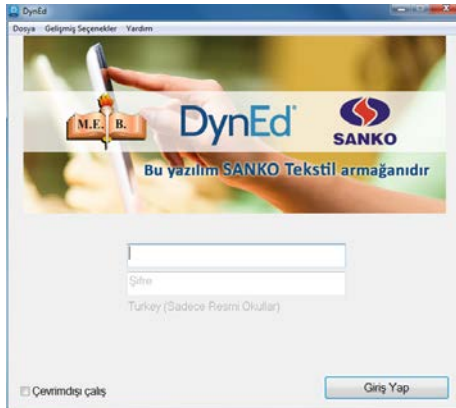 DynEd
Dosya Gelişmiş Seçenekler Yardım
M.E. B.
DynEd
SANKO
Bu yazılım SANKO Tekstil armağanıdır
Şifre
Turkey (Sadece Resmi Okullar)
Çevrimdışı çalış
Giriş Yap